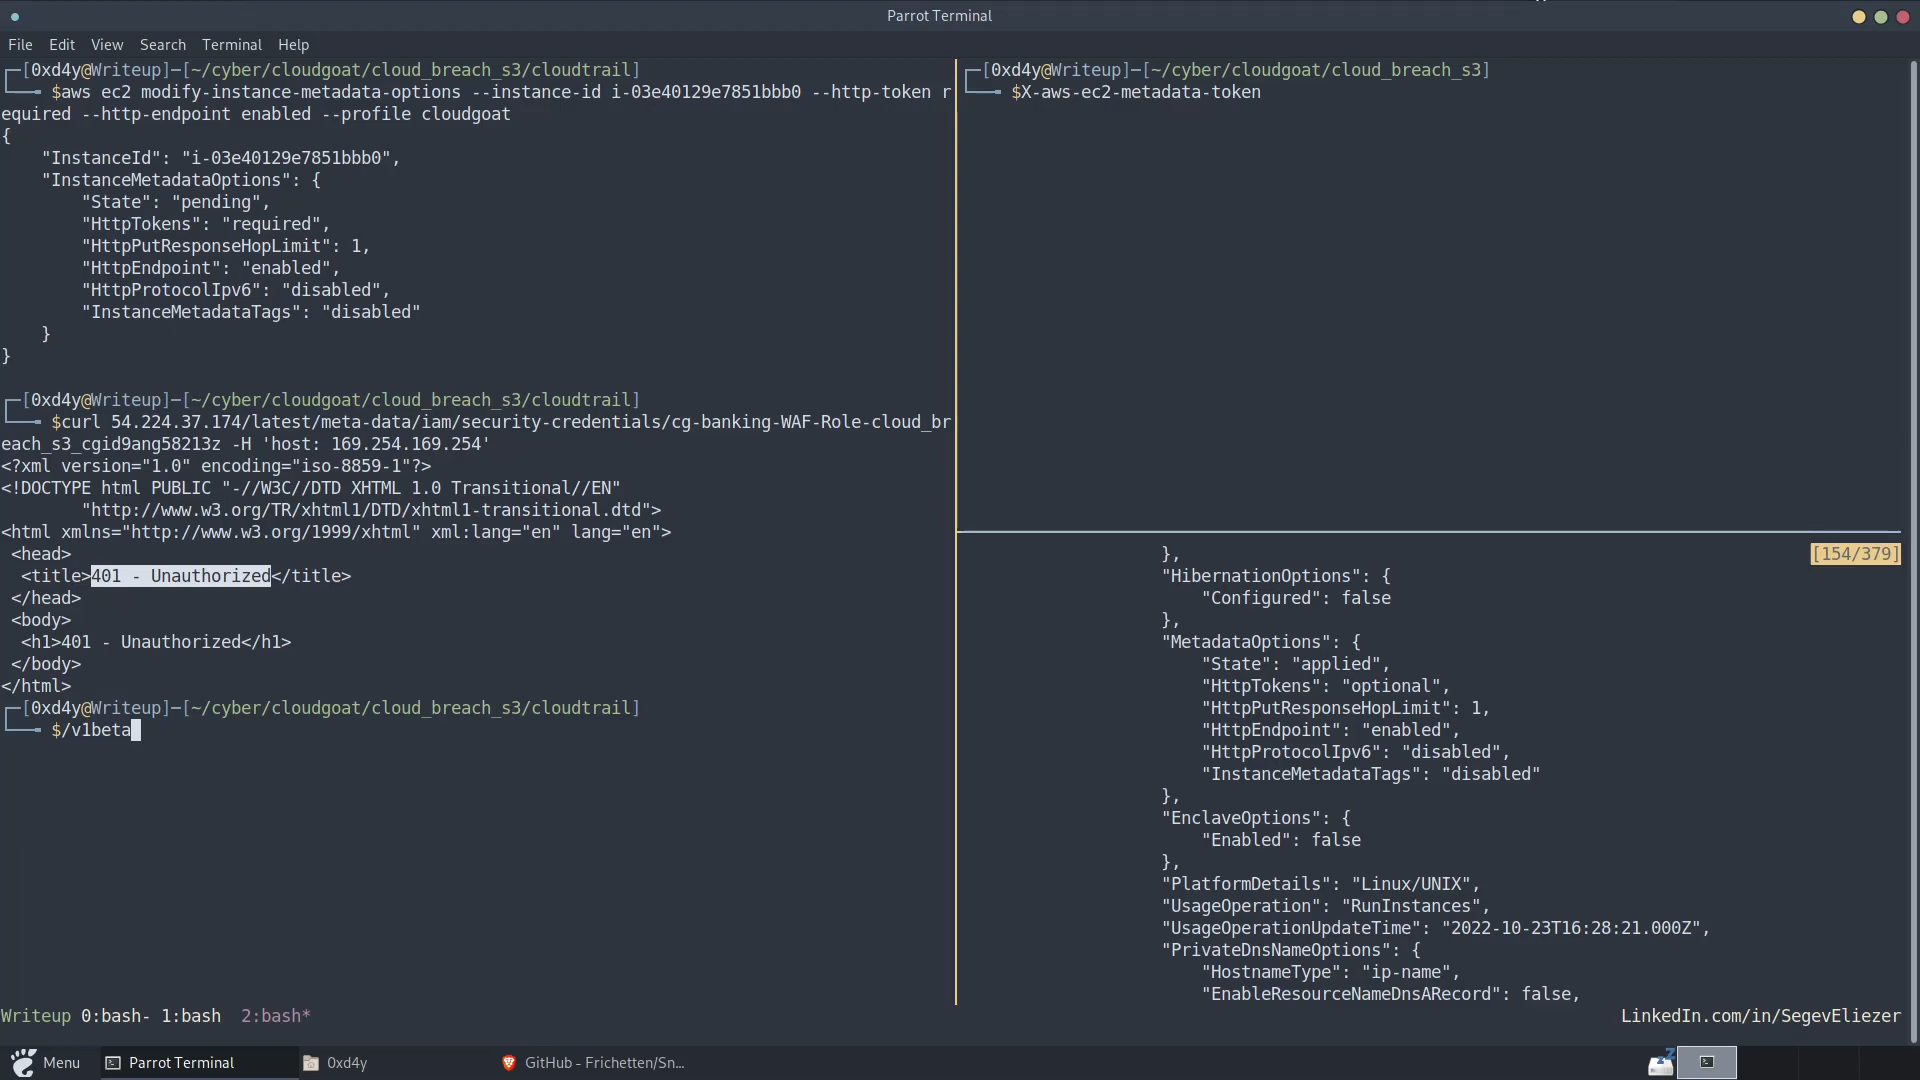 Parrot Terminal
File Edit View Search Terminal Help
┌─[0xd4y@Writeup]─[~/cyber/cloudgoat/cloud_breach_s3/cloudtrail]
└──╼ $aws ec2 modify-instance-metadata-options --instance-id i-03e40129e7851bbb0 --http-token r
equired --http-endpoint enabled --profile cloudgoat
{
    "InstanceId": "i-03e40129e7851bbb0",
    "InstanceMetadataOptions": {
        "State": "pending",
        "HttpTokens": "required",
        "HttpPutResponseHopLimit": 1,
        "HttpEndpoint": "enabled",
        "HttpProtocolIpv6": "disabled",
        "InstanceMetadataTags": "disabled"
    }
}
┌─[0xd4y@Writeup]─[~/cyber/cloudgoat/cloud_breach_s3/cloudtrail]
└──╼ $curl 54.224.37.174/latest/meta-data/iam/security-credentials/cg-banking-WAF-Role-cloud_br
each_s3_cgid9ang58213z -H 'host: 169.254.169.254'
<?xml version="1.0" encoding="iso-8859-1"?>
<!DOCTYPE html PUBLIC "-//W3C//DTD XHTML 1.0 Transitional//EN"
        "http://www.w3.org/TR/xhtml1/DTD/xhtml1-transitional.dtd">
<html xmlns="http://www.w3.org/1999/xhtml" xml:lang="en" lang="en">
 <head>
  <title>401 - Unauthorized</title>
 </head>
 <body>
  <h1>401 - Unauthorized</h1>
 </body>
</html>
┌─[0xd4y@Writeup]─[~/cyber/cloudgoat/cloud_breach_s3/cloudtrail]
└──╼ $/v1beta
┌─[0xd4y@Writeup]─[~/cyber/cloudgoat/cloud_breach_s3]
└──╼ $X-aws-ec2-metadata-token
[154/379]
},
"HibernationOptions": {
    "Configured": false
},
"MetadataOptions": {
    "State": "applied",
    "HttpTokens": "optional",
    "HttpPutResponseHopLimit": 1,
    "HttpEndpoint": "enabled",
    "HttpProtocolIpv6": "disabled",
    "InstanceMetadataTags": "disabled"
},
"EnclaveOptions": {
    "Enabled": false
},
"PlatformDetails": "Linux/UNIX",
"UsageOperation": "RunInstances",
"UsageOperationUpdateTime": "2022-10-23T16:28:21.000Z",
"PrivateDnsNameOptions": {
    "HostnameType": "ip-name",
    "EnableResourceNameDnsARecord": false,
Writeup 0:bash- 1:bash  2:bash*
LinkedIn.com/in/SegevEliezer
Menu Parrot Terminal 0xd4y GitHub - Frichetten/Sn...